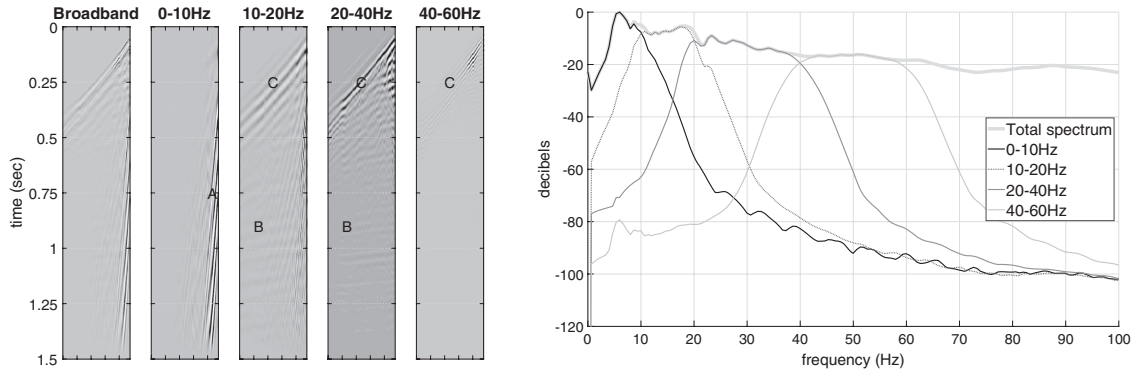 Broadband 0-10Hz 10-20Hz 20-40Hz 40-60Hz
0
0.25
0.5
0.75
1
1.25
1.5
time (sec)
A
C
B
C
B
C
0
-20
-40
-60
-80
-100
-120
decibels
0 10 20 30 40 50 60 70 80 90 100
frequency (Hz)
Total spectrum
0-10Hz
10-20Hz
20-40Hz
40-60Hz